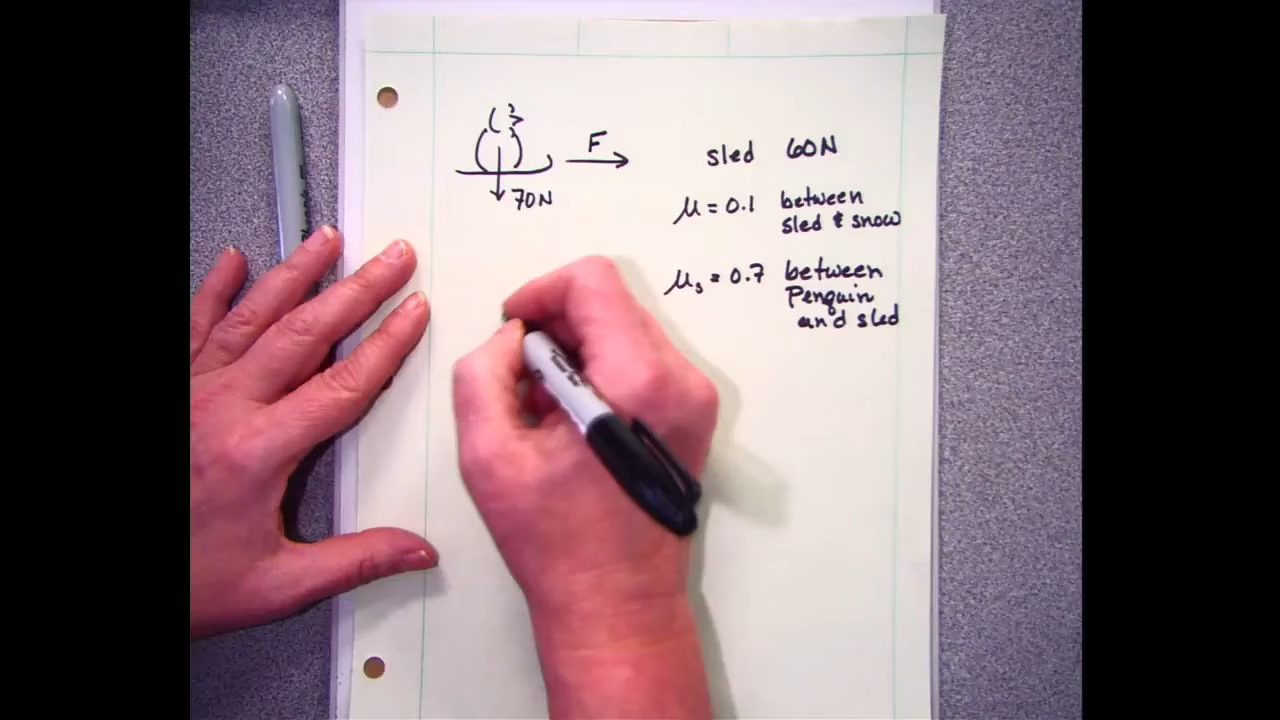 F
70N
sled 60N
μ = 0.1 between
sled & snow
μs = 0.7 between
Penguin
and sled